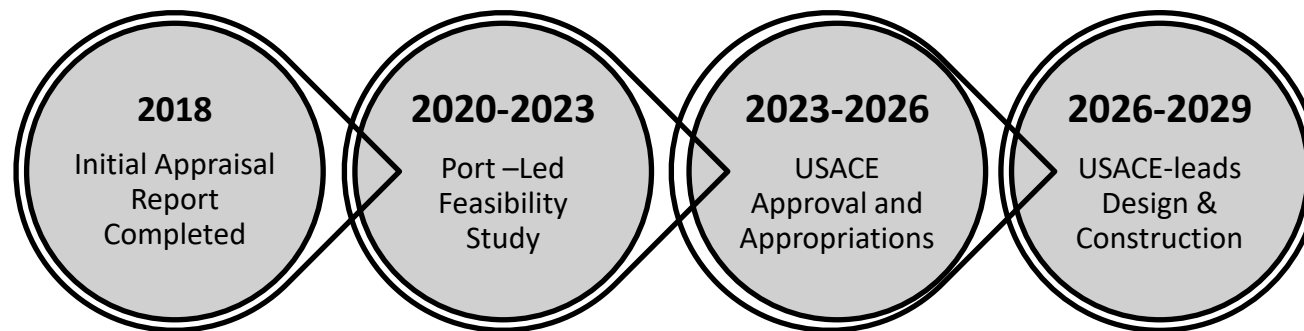 2018
Initial Appraisal
Report
Completed
2020-2023
Port –Led
Feasibility
Study
2023-2026
USACE
Approval and
Appropriations
2026-2029
USACE-leads
Design &
Construction